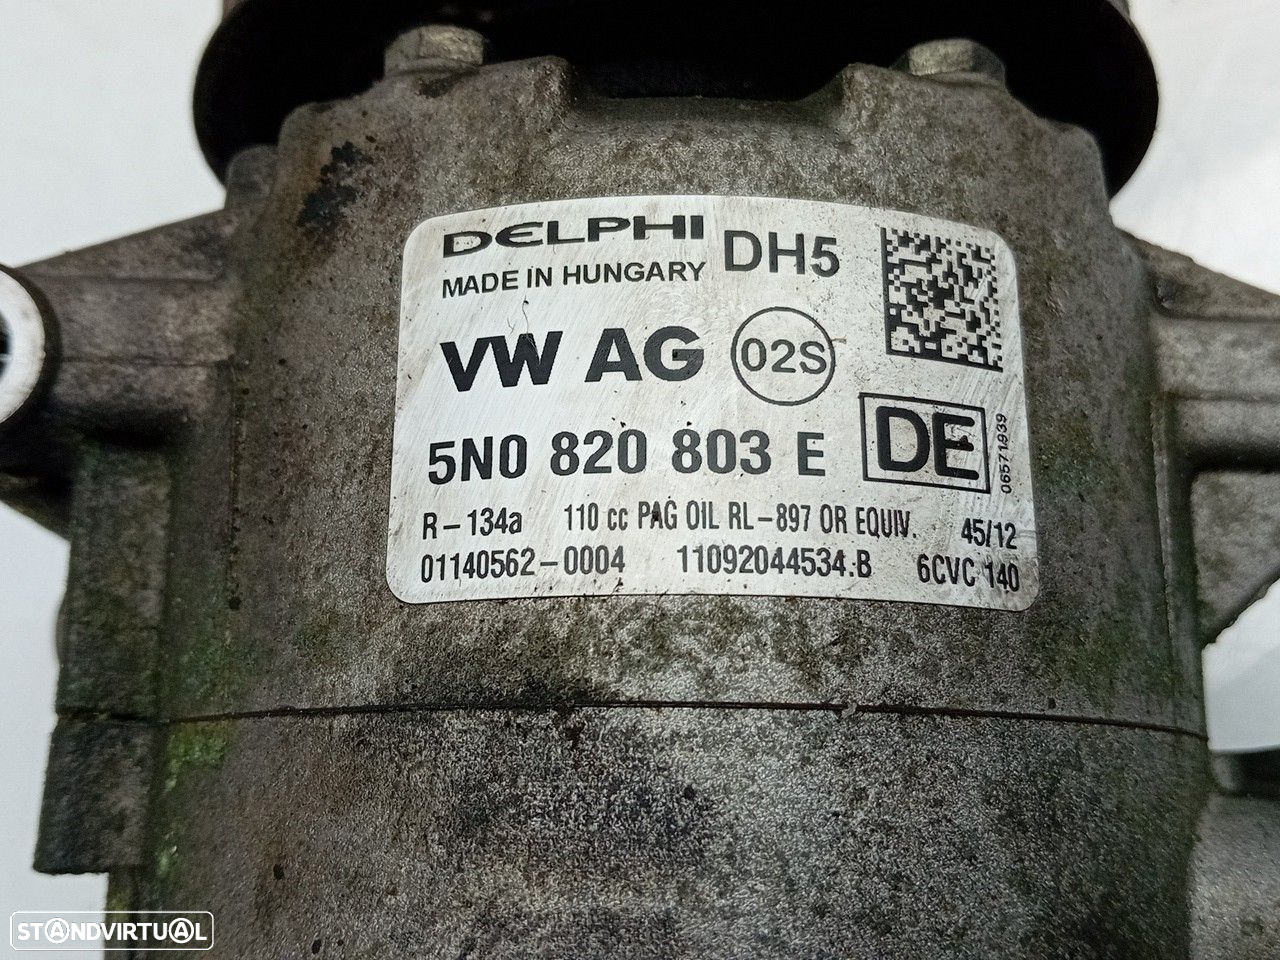 DELPHI DH5
MADE IN HUNGARY
VW AG 02S
5N0 820 803 E DE
06571939
R-134a 110 cc PAG OIL RL-897 OR EQUIV. 45/12
01140562-0004 11092044534.B 6CVC 140
STANDVIRTUAL